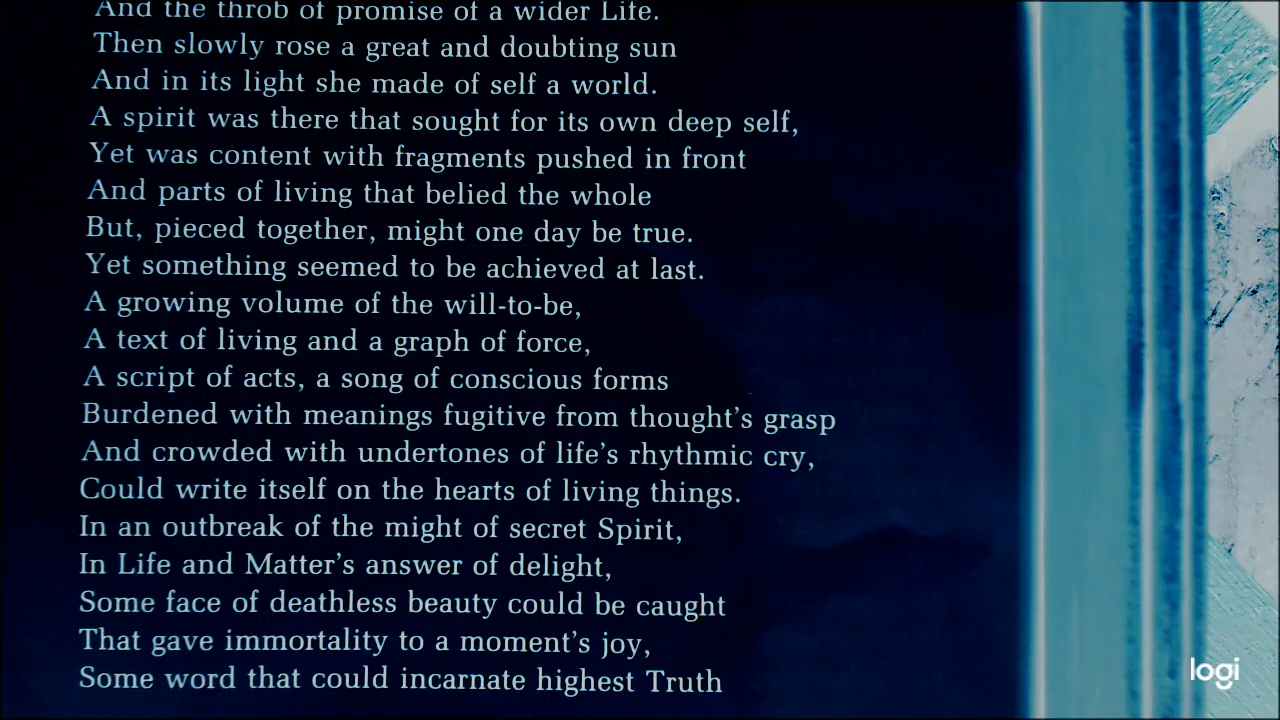 And the throb of promise of a wider Life.
Then slowly rose a great and doubting sun
And in its light she made of self a world.
A spirit was there that sought for its own deep self,
Yet was content with fragments pushed in front
And parts of living that belied the whole
But, pieced together, might one day be true.
Yet something seemed to be achieved at last.
A growing volume of the will-to-be,
A text of living and a graph of force,
A script of acts, a song of conscious forms
Burdened with meanings fugitive from thought’s grasp
And crowded with undertones of life’s rhythmic cry,
Could write itself on the hearts of living things.
In an outbreak of the might of secret Spirit,
In Life and Matter’s answer of delight,
Some face of deathless beauty could be caught
That gave immortality to a moment’s joy,
Some word that could incarnate highest Truth
logi